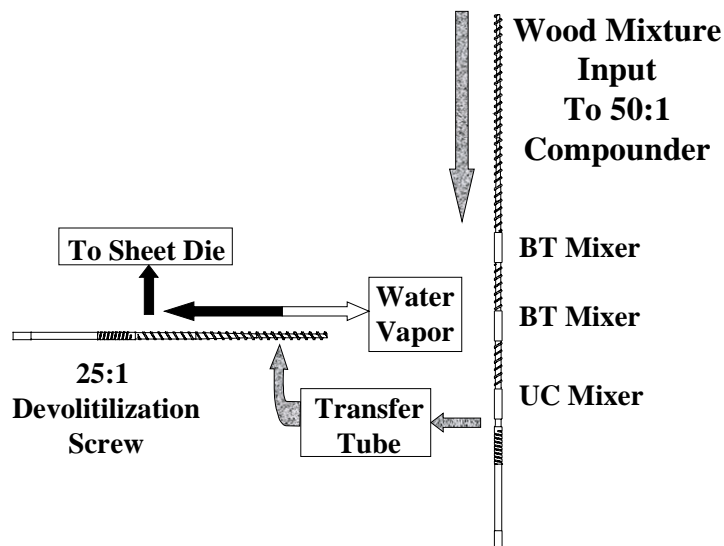 Wood Mixture
Input
To 50:1
Compounder
BT Mixer
To Sheet Die
Water
Vapor
BT Mixer
25:1
Devolitilization
Screw
UC Mixer
Transfer
Tube